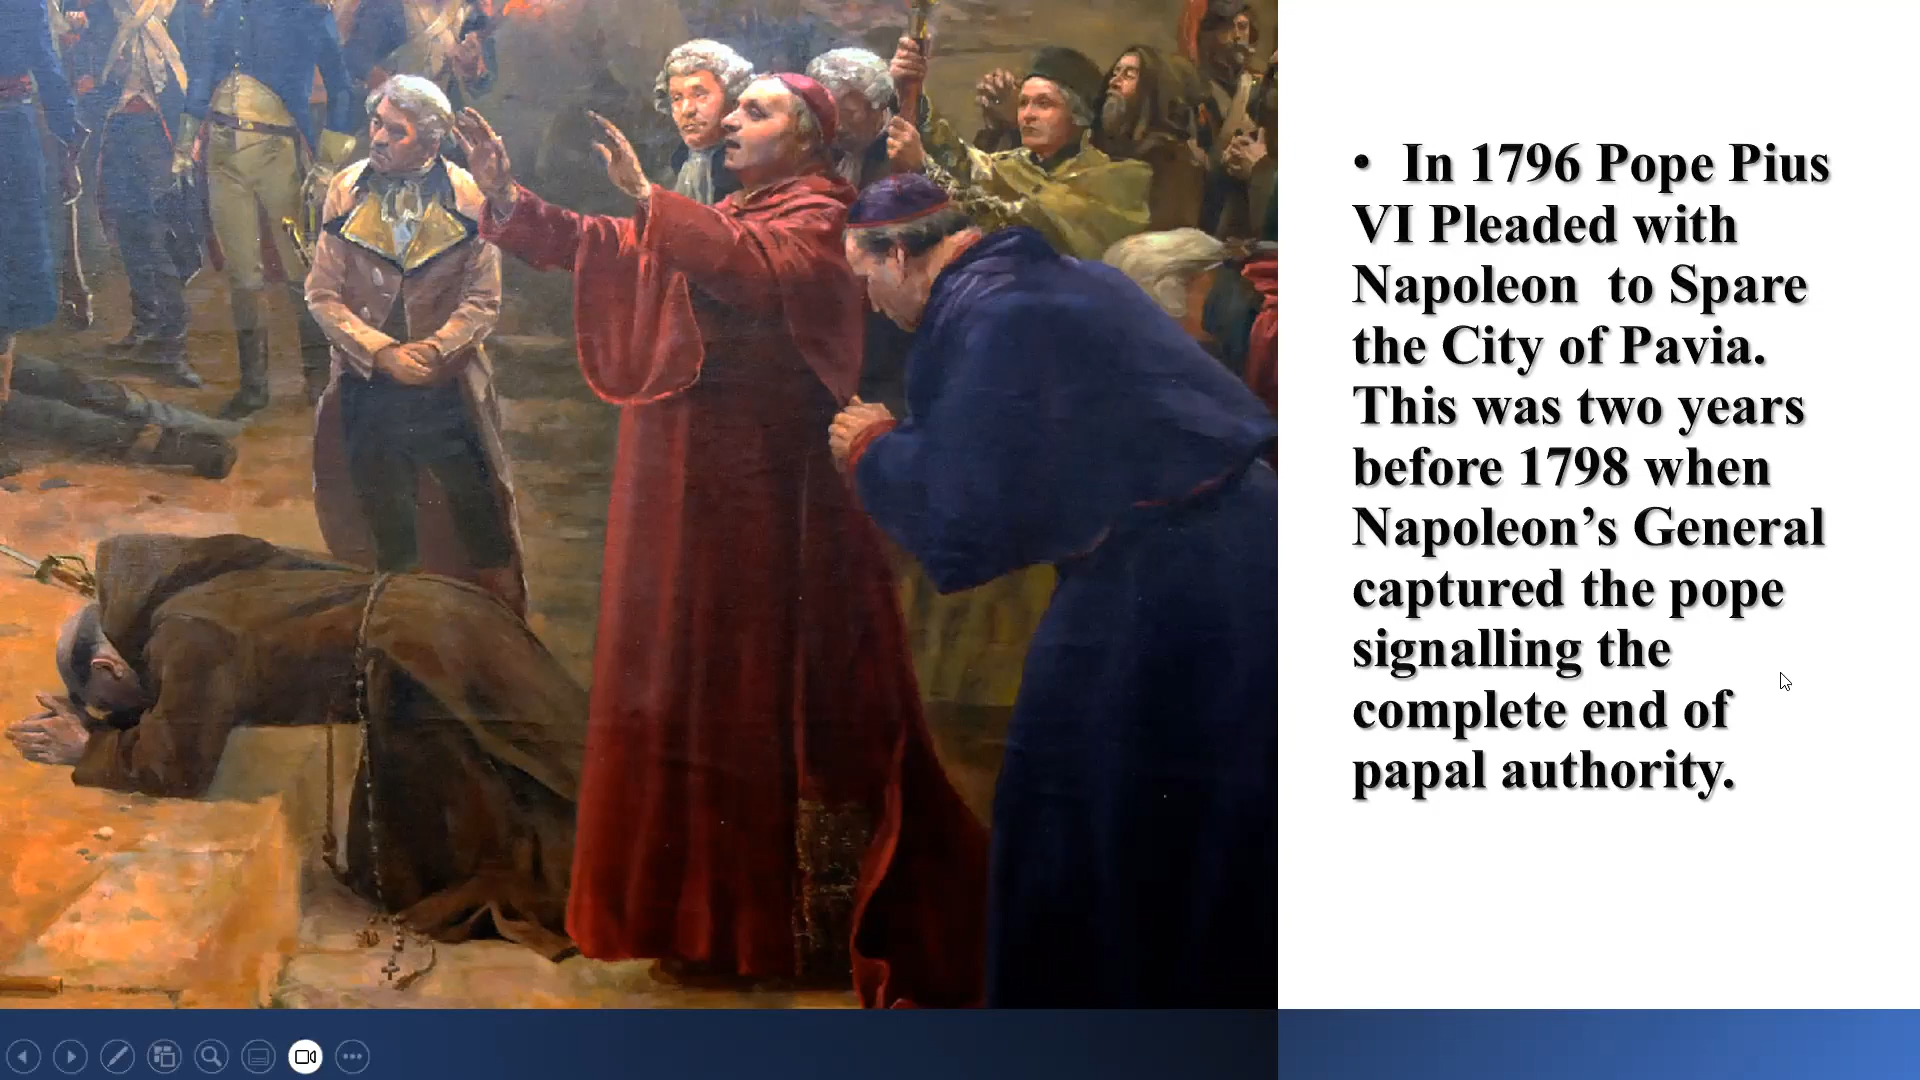 • In 1796 Pope Pius
VI Pleaded with
Napoleon to Spare
the City of Pavia.
This was two years
before 1798 when
Napoleon’s General
captured the pope
signalling the
complete end of
papal authority.